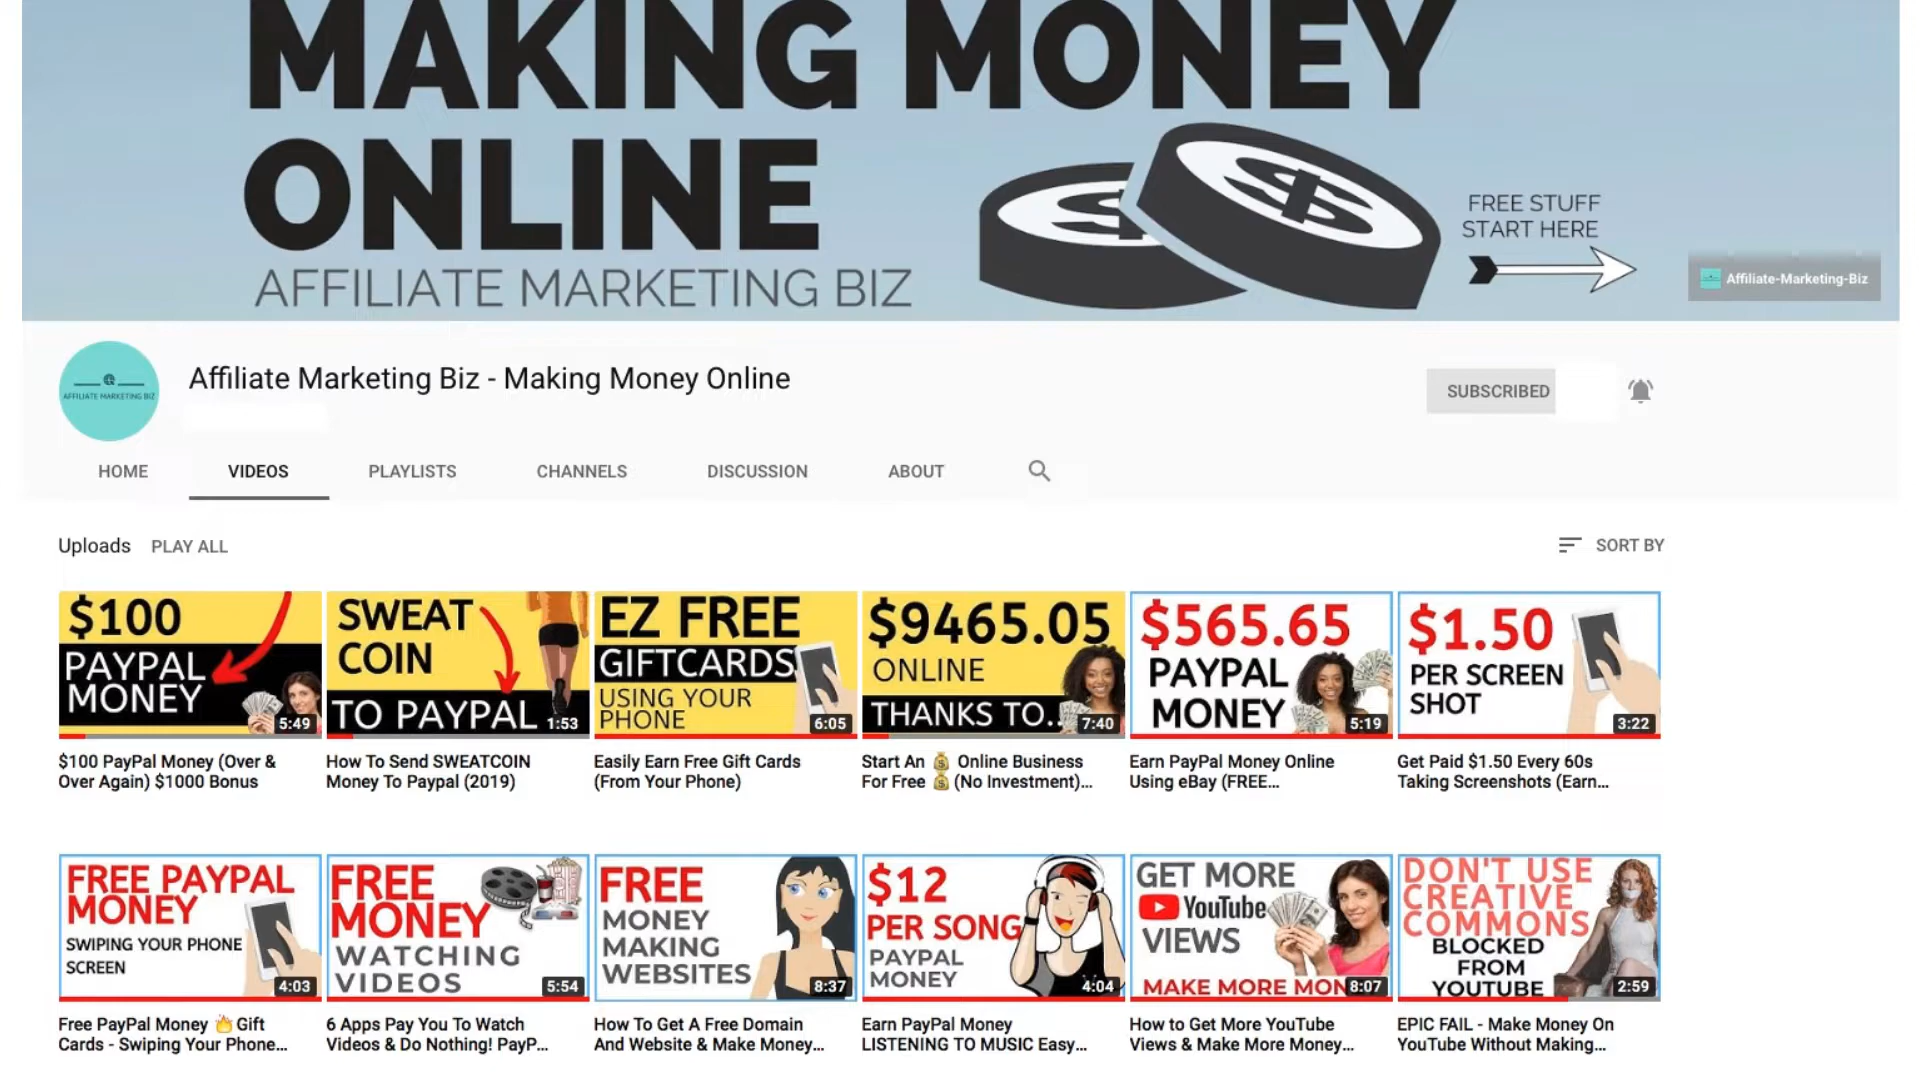 MAKING MONEY
ONLINE
AFFILIATE MARKETING BIZ
FREE STUFF
START HERE
Affiliate-Marketing-Biz
AFFILIATE MARKETING BIZ
Affiliate Marketing Biz - Making Money Online
SUBSCRIBED
HOME VIDEOS PLAYLISTS CHANNELS DISCUSSION ABOUT
Uploads PLAY ALL SORT BY
$100
PAYPAL
MONEY
5:49
SWEAT
COIN
TO PAYPAL
1:53
EZ FREE
GIFTCARDS
USING YOUR
PHONE
6:05
$9465.05
ONLINE
THANKS TO..
7:40
$565.65
PAYPAL
MONEY
5:19
$1.50
PER SCREEN
SHOT
3:22
$100 PayPal Money (Over &
Over Again) $1000 Bonus
How To Send SWEATCOIN
Money To Paypal (2019)
Easily Earn Free Gift Cards
(From Your Phone)
Start An 💰 Online Business
For Free 💰 (No Investment)...
Earn PayPal Money Online
Using eBay (FREE...
Get Paid $1.50 Every 60s
Taking Screenshots (Earn...
FREE PAYPAL
MONEY
SWIPING YOUR PHONE
SCREEN
4:03
FREE
MONEY
WATCHING
VIDEOS
5:54
FREE
MONEY
MAKING
WEBSITES
8:37
$12
PER SONG
PAYPAL
MONEY
4:04
GET MORE
YouTube
VIEWS
MAKE MORE MON
8:07
DON'T USE
CREATIVE
COMMONS
BLOCKED
FROM
YOUTUBE
2:59
Free PayPal Money 🔥 Gift
Cards - Swiping Your Phone...
6 Apps Pay You To Watch
Videos & Do Nothing! PayP...
How To Get A Free Domain
And Website & Make Money...
Earn PayPal Money
LISTENING TO MUSIC Easy...
How to Get More YouTube
Views & Make More Money...
EPIC FAIL - Make Money On
YouTube Without Making...